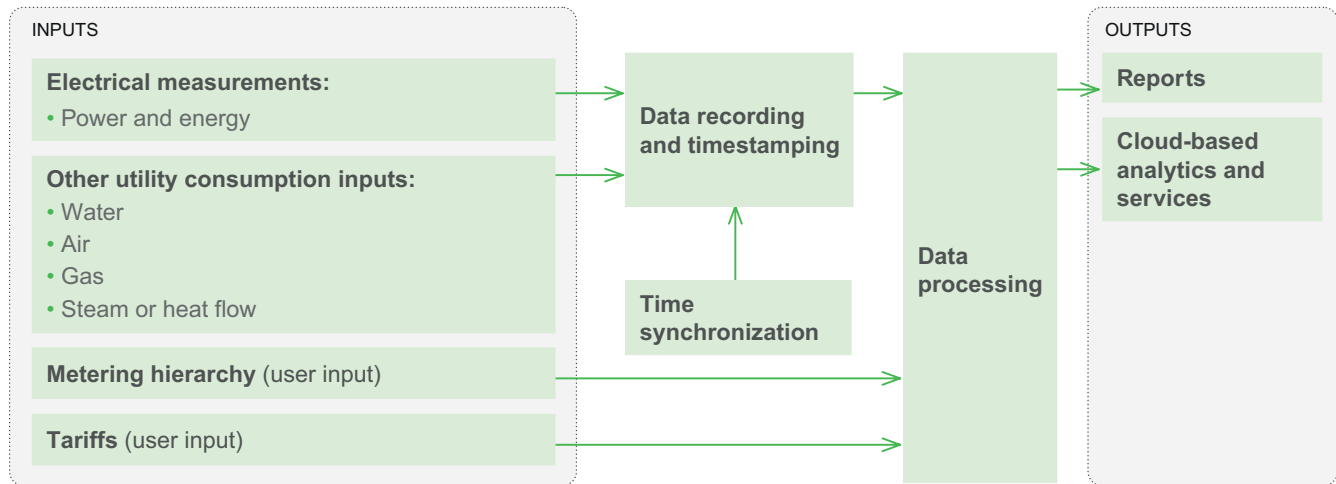 INPUTS
Electrical measurements:
• Power and energy
Other utility consumption inputs:
• Water
• Air
• Gas
• Steam or heat flow
Metering hierarchy (user input)
Tariffs (user input)
Data recording
and timestamping
Time
synchronization
Data
processing
OUTPUTS
Reports
Cloud-based
analytics and
services